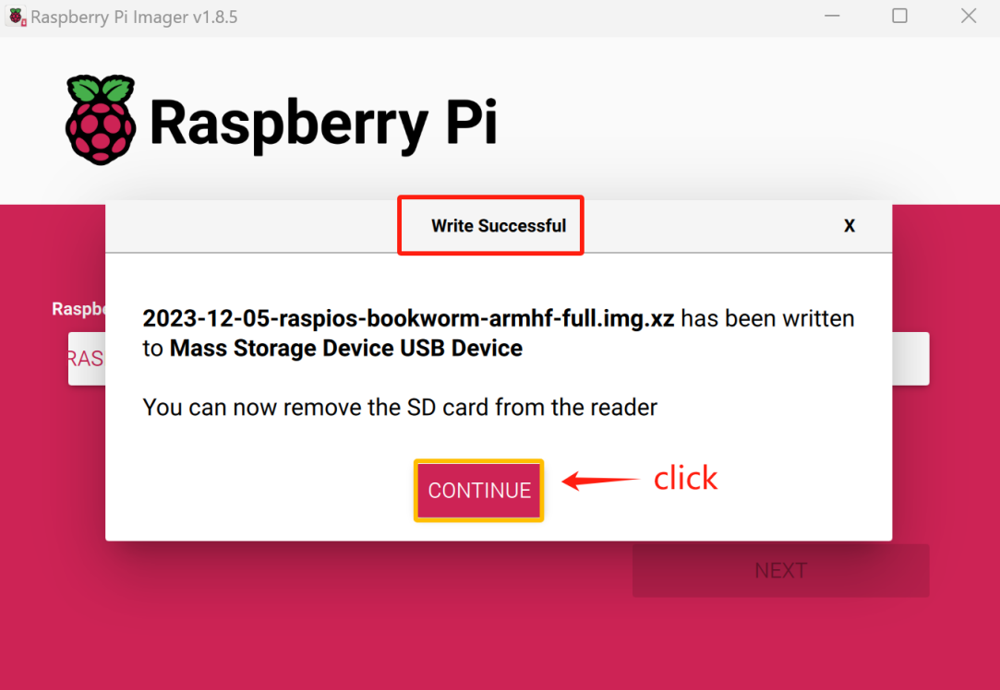 Raspberry Pi Imager v1.8.5
Raspberry Pi
Write Successful
X
Raspbe
2023-12-05-raspios-bookworm-armhf-full.img.xz has been written
to Mass Storage Device USB Device
RAS
You can now remove the SD card from the reader
CONTINUE
click
NEXT